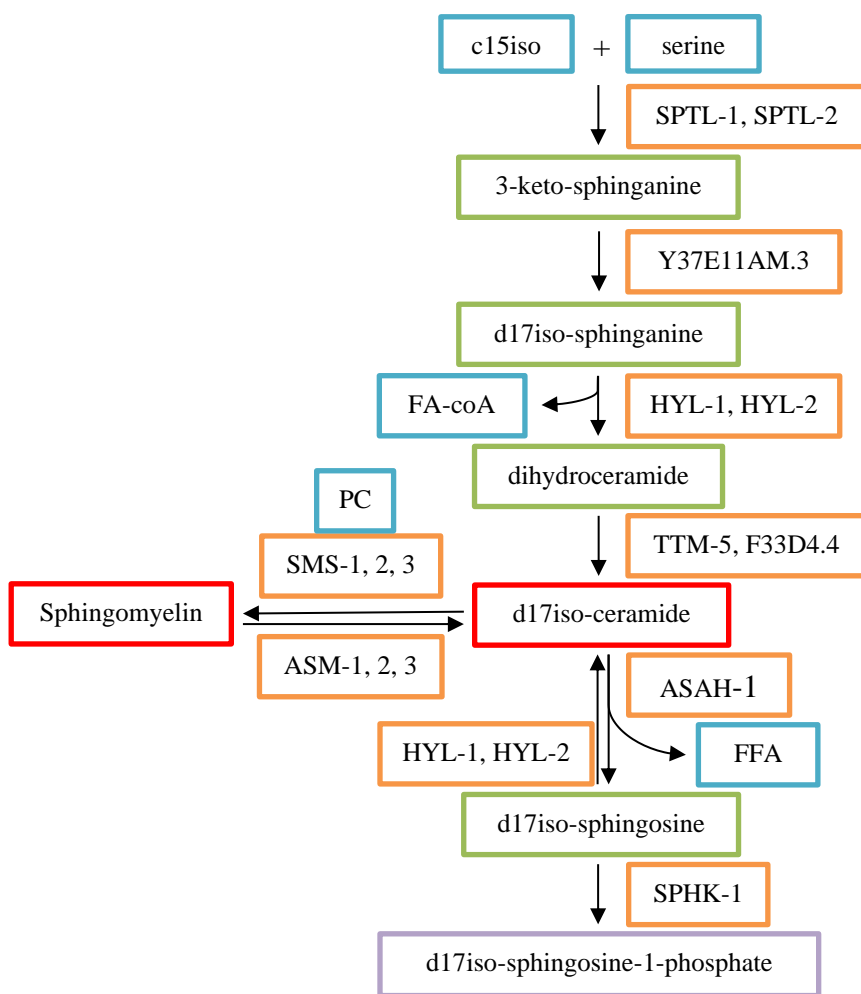 c15iso + serine
SPTL-1, SPTL-2
3-keto-sphinganine
Y37E11AM.3
d17iso-sphinganine
FA-coA
HYL-1, HYL-2
dihydroceramide
PC
TTM-5, F33D4.4
SMS-1, 2, 3
Sphingomyelin
d17iso-ceramide
ASM-1, 2, 3
ASAH-1
HYL-1, HYL-2
FFA
d17iso-sphingosine
SPHK-1
d17iso-sphingosine-1-phosphate